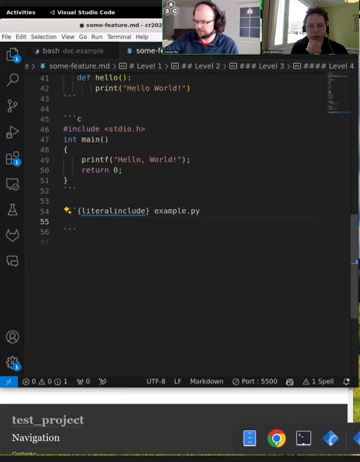 Activities Visual Studio Code
● some-feature.md - cr202
File Edit Selection View Go Run Terminal Help
bash doc-example
some-fe
some-feature.md > # Level 1 > ## Level 2 > ### Level 3 > #### Level 4
41 def hello():
42 print("Hello World!")
43 ```
44
45 ```c
46 #include <stdio.h>
47 int main()
48 {
49 printf("Hello, World!");
50 return 0;
51 }
52 ```
53
54 `{literalinclude} example.py
55
56 ```
57
0 0 1 0 UTF-8 LF Markdown Port : 5500 1 Spell
test_project
Navigation